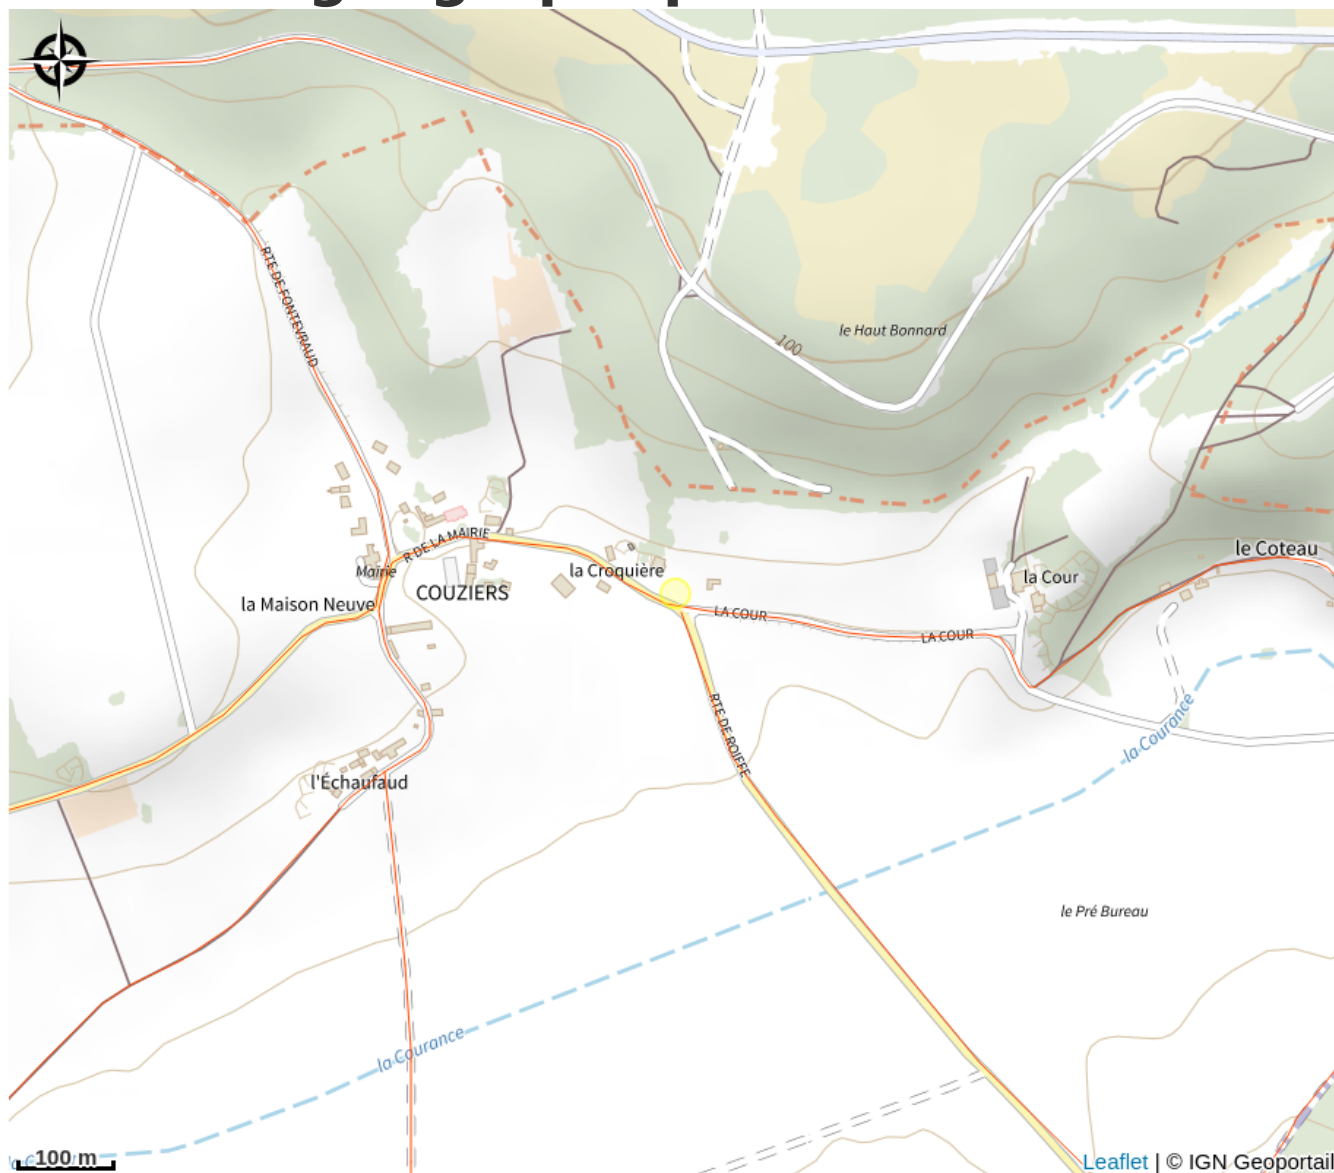 le Haut Bonnard
100
RTE DE FONTEVRAUD
R DE LA MAIRIE
le Coteau
Mairie
la Croquière
la Cour
COUZIERS
la Maison Neuve
LA COUR
LA COUR
RTE DE ROIFFE
la Courance
l'Échaufaud
le Pré Bureau
la Courance
100 m
Leaflet | © IGN Geoportail